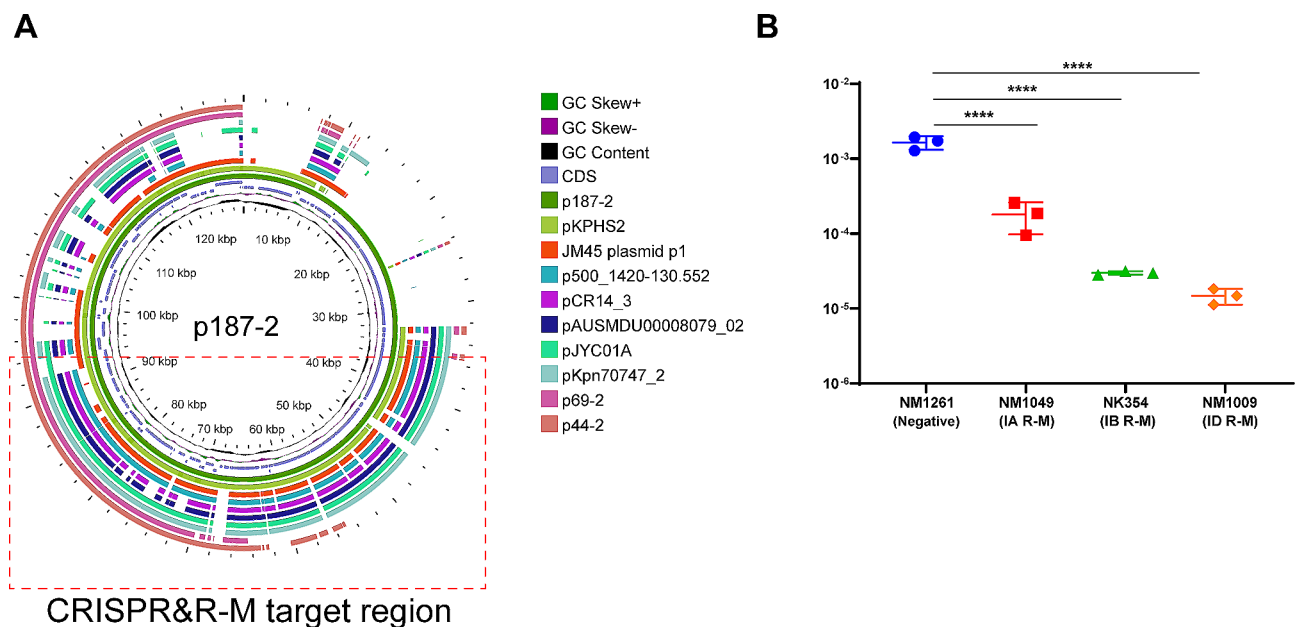 A
B
GC Skew+
GC Skew-
GC Content
CDS
p187-2
pKPHS2
JM45 plasmid p1
p500_1420-130.552
pCR14_3
pAUSMDU00008079_02
pJYC01A
pKpn70747_2
p69-2
p44-2
120 kbp
10 kbp
110 kbp
20 kbp
100 kbp
30 kbp
p187-2
90 kbp
40 kbp
80 kbp
50 kbp
70 kbp
60 kbp
CRISPR&R-M target region
****
****
****
10-2
10-3
10-4
10-5
10-6
NM1261 NM1049 NK354 NM1009
(Negative) (IA R-M) (IB R-M) (ID R-M)